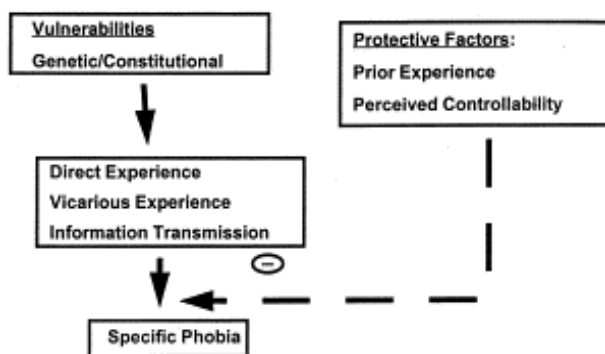 Vulnerabilities
Genetic/Constitutional
Protective Factors:
Prior Experience
Perceived Controllability
Direct Experience
Vicarious Experience
Information Transmission
−
Specific Phobia